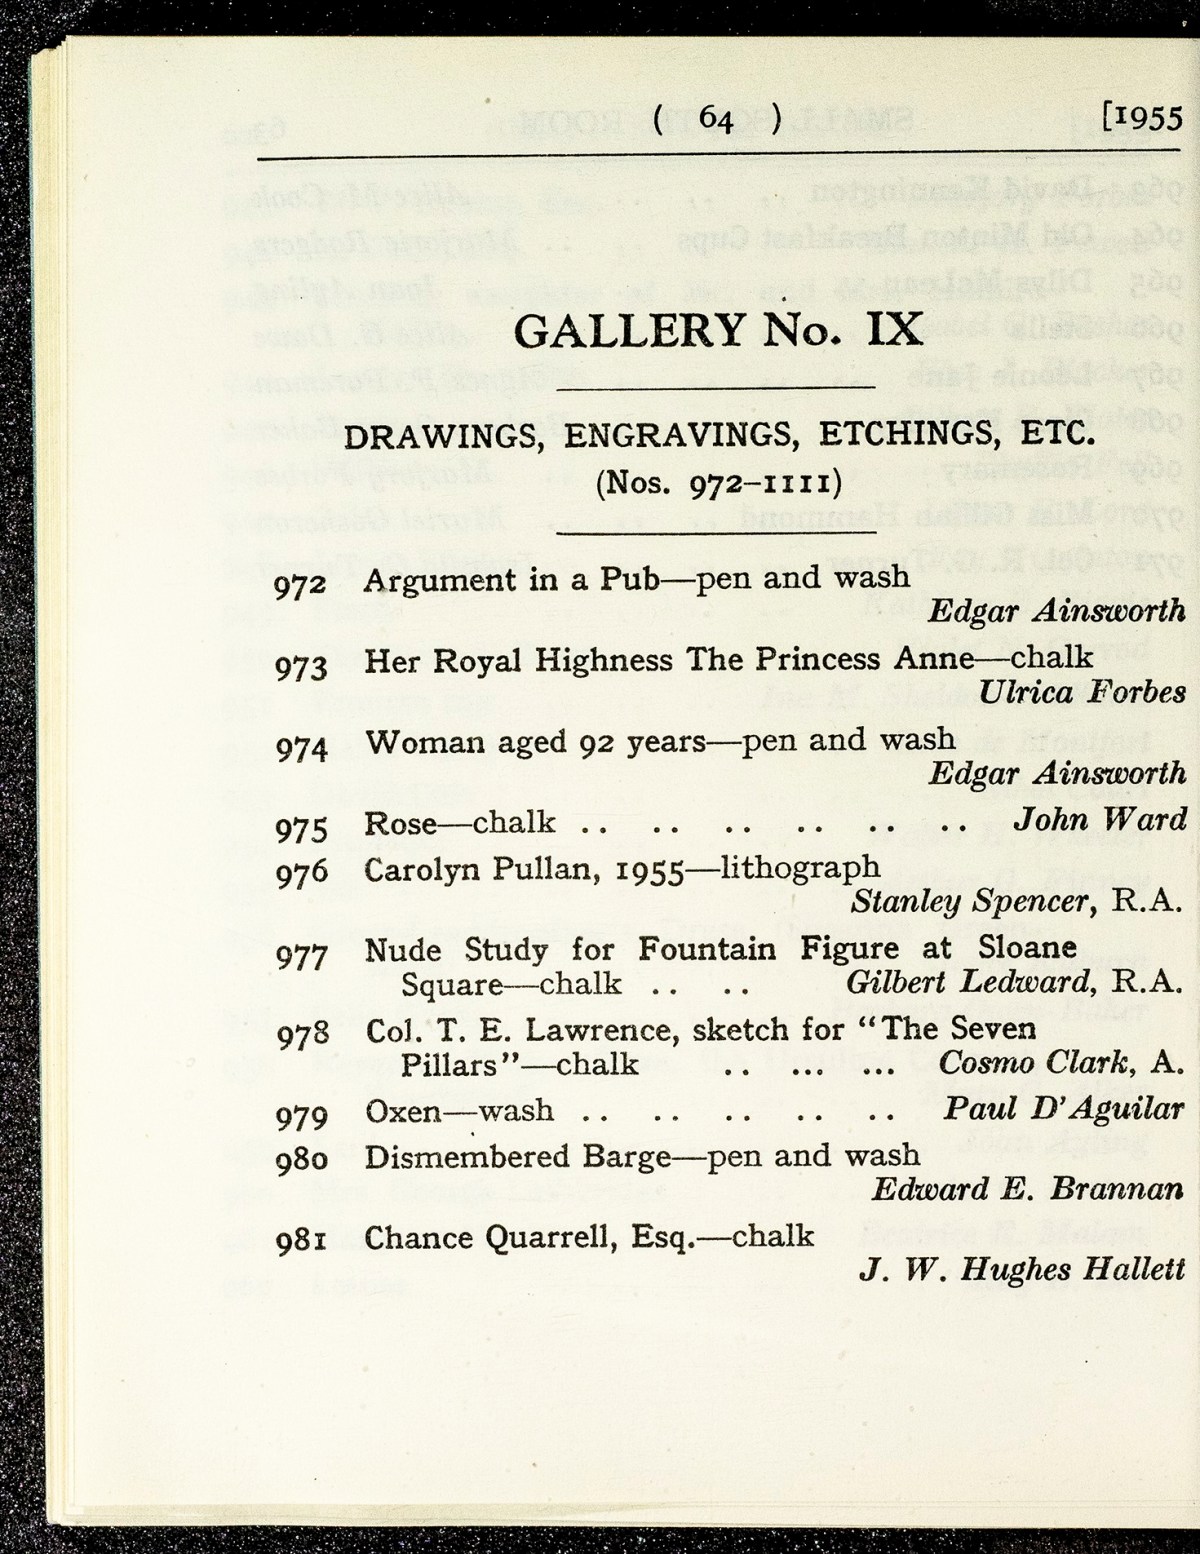 ( 64 ) [1955
GALLERY No. IX
DRAWINGS, ENGRAVINGS, ETCHINGS, ETC.
(Nos. 972–1111)
972 Argument in a Pub—pen and wash
Edgar Ainsworth
973 Her Royal Highness The Princess Anne—chalk
Ulrica Forbes
974 Woman aged 92 years—pen and wash
Edgar Ainsworth
975 Rose—chalk .. .. .. .. .. .. John Ward
976 Carolyn Pullan, 1955—lithograph
Stanley Spencer, R.A.
977 Nude Study for Fountain Figure at Sloane
Square—chalk .. .. Gilbert Ledward, R.A.
978 Col. T. E. Lawrence, sketch for “The Seven
Pillars”—chalk .. ... ... Cosmo Clark, A.
979 Oxen—wash .. .. .. .. .. Paul D'Aguilar
980 Dismembered Barge—pen and wash
Edward E. Brannan
981 Chance Quarrell, Esq.—chalk
J. W. Hughes Hallett